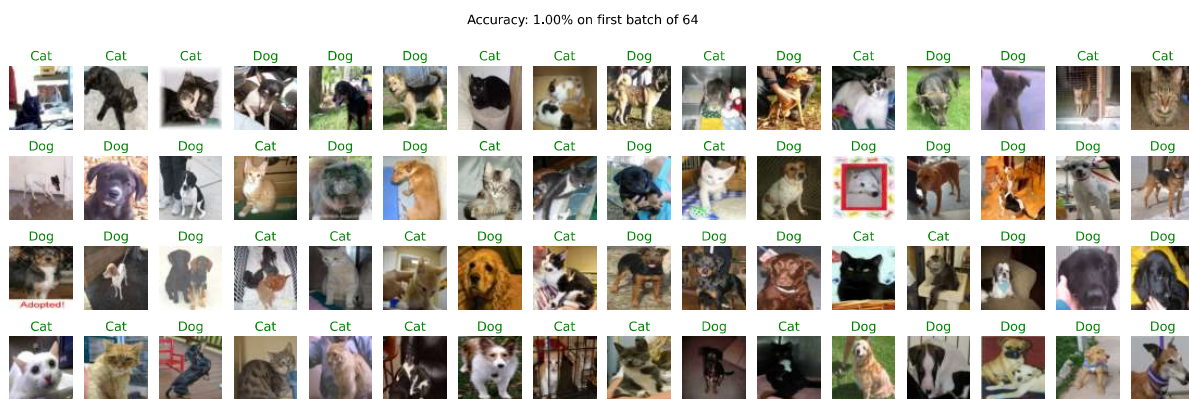 Accuracy: 1.00% on first batch of 64
Cat Cat Cat Dog Dog Dog Cat Cat Dog Cat Dog Cat Dog Dog Cat Cat
Dog Dog Dog Cat Dog Dog Cat Cat Dog Cat Dog Dog Dog Dog Dog Dog
Dog Dog Dog Cat Cat Cat Dog Cat Dog Dog Dog Cat Cat Dog Dog Dog
Adopted!
Cat Cat Dog Cat Cat Cat Dog Cat Cat Dog Cat Dog Dog Dog Dog Dog